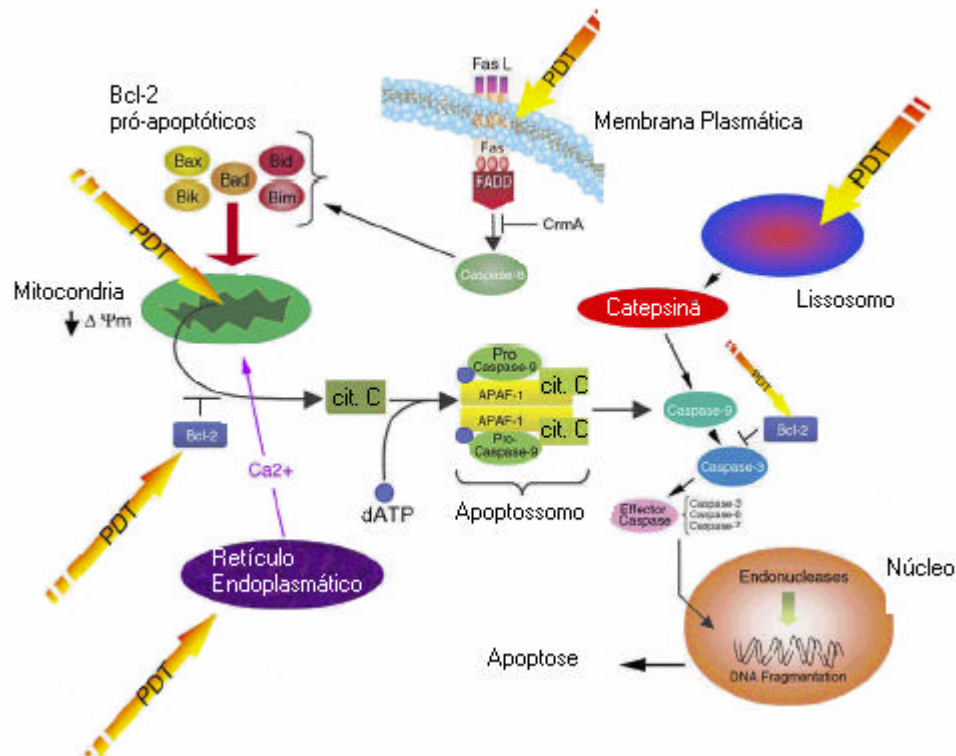 Fas L
PDT
Bcl-2
pró-apoptóticos
Membrana Plasmática
PDT
Bax
Bad
Bid
Bik
Bim
Fas
FADD
CrmA
Caspase-8
PDT
Mitocondria
↓ Δ Ψm
Lissosomo
Catepsina
Pro
Caspase-9
cit. C
APAF-1
cit. C
APAF-1
cit. C
Pro-
Caspase-9
PDT
Caspase-9
Bcl-2
Bcl-2
Caspase-3
Ca2+
dATP
Apoptossomo
Effector
Caspase
Caspase-3
Caspase-6
Caspase-7
PDT
Retículo
Endoplasmático
Núcleo
Endonucleases
DNA Fragmentation
Apoptose
PDT